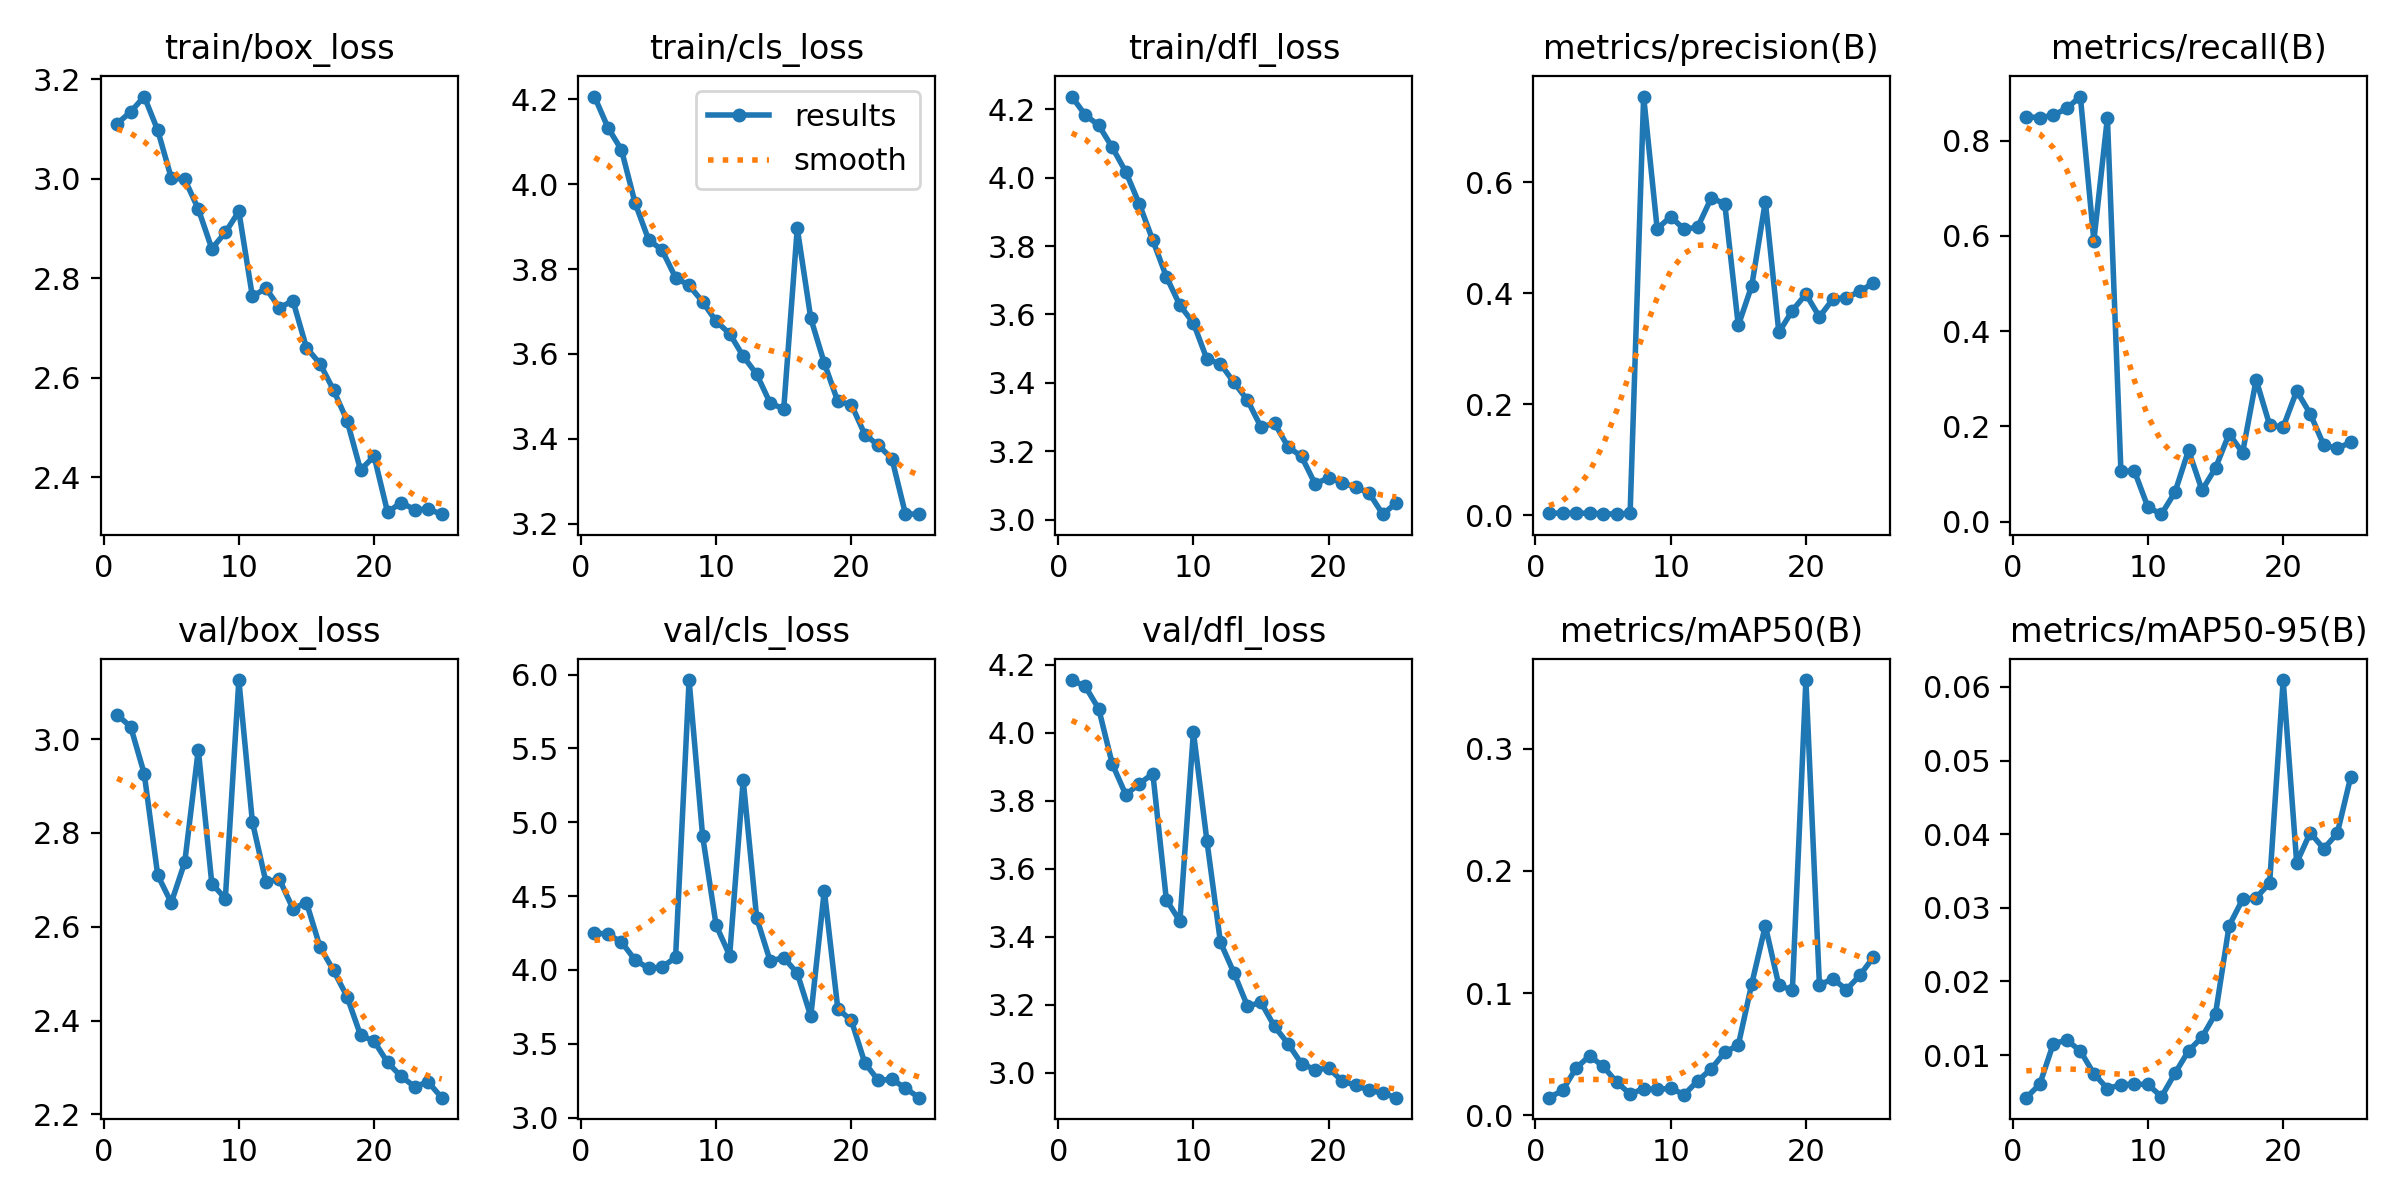 train/box_loss
3.2
3.0
2.8
2.6
2.4
0 10 20
train/cls_loss
results
smooth
4.2
4.0
3.8
3.6
3.4
3.2
0 10 20
train/dfl_loss
4.2
4.0
3.8
3.6
3.4
3.2
3.0
0 10 20
metrics/precision(B)
0.6
0.4
0.2
0.0
0 10 20
metrics/recall(B)
0.8
0.6
0.4
0.2
0.0
0 10 20
val/box_loss
3.0
2.8
2.6
2.4
2.2
0 10 20
val/cls_loss
6.0
5.5
5.0
4.5
4.0
3.5
3.0
0 10 20
val/dfl_loss
4.2
4.0
3.8
3.6
3.4
3.2
3.0
0 10 20
metrics/mAP50(B)
0.3
0.2
0.1
0.0
0 10 20
metrics/mAP50-95(B)
0.06
0.05
0.04
0.03
0.02
0.01
0 10 20